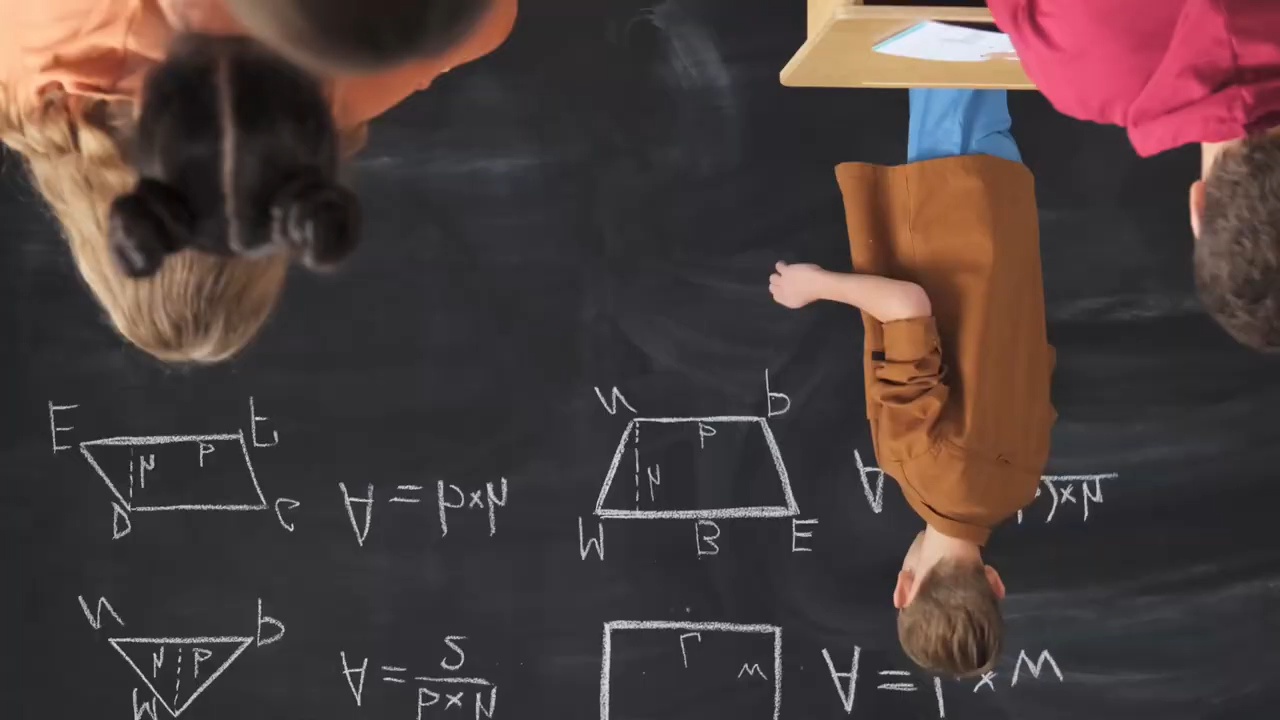 M
h b
N P
A = b×h
2
w
L
A = l × w
D C
h
b
E F
A = b×h
M B E
h
b
N P
A
)×h